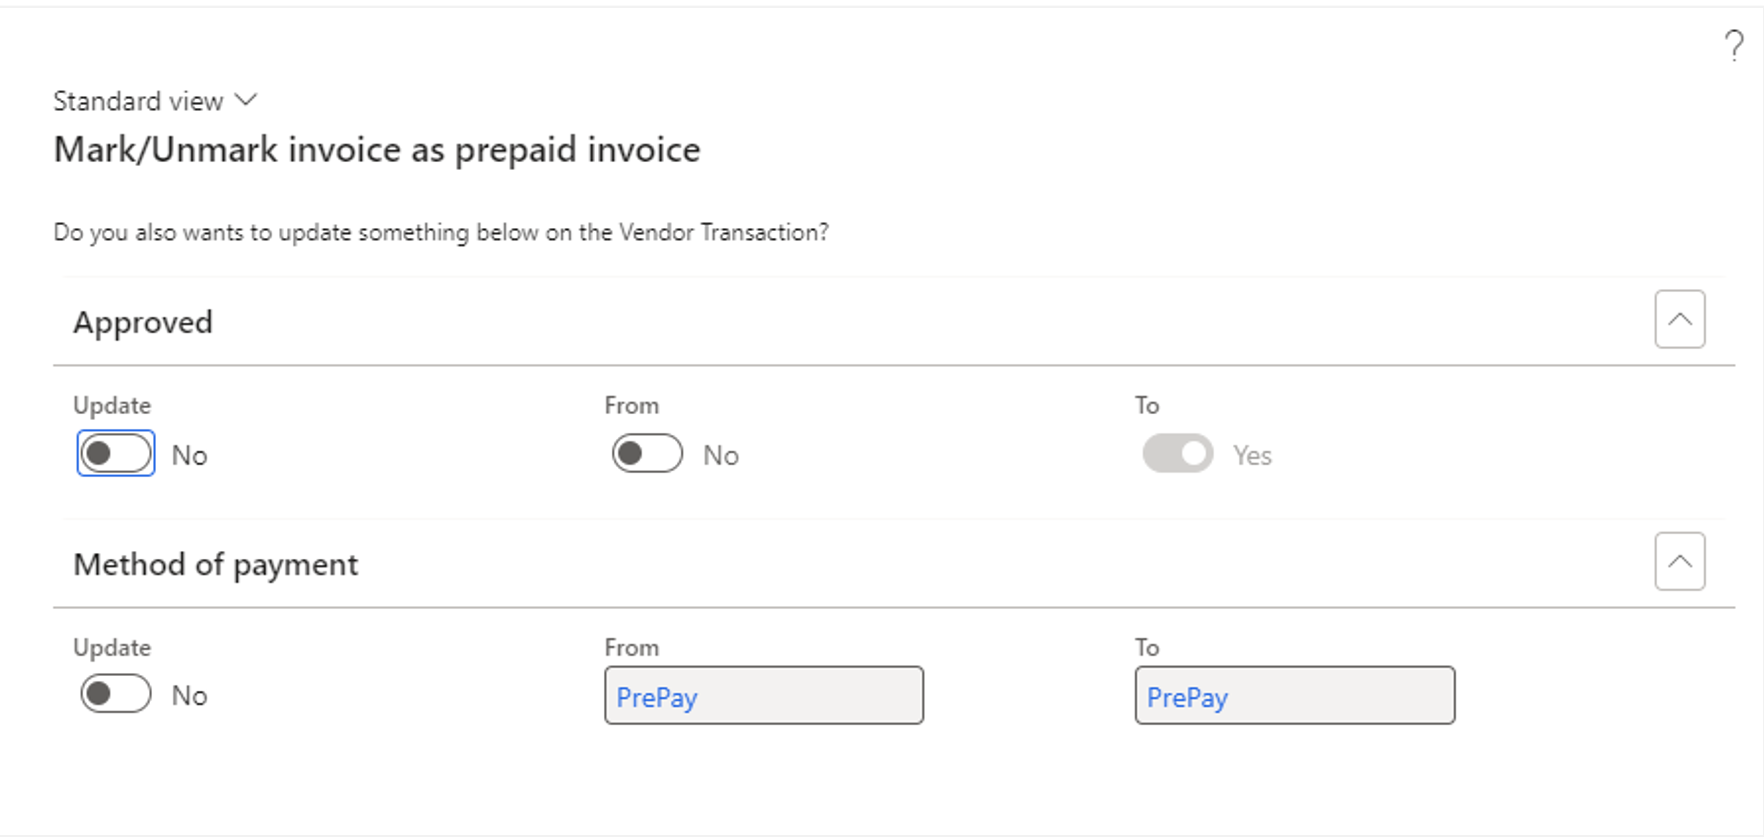 ?
Standard view
Mark/Unmark invoice as prepaid invoice
Do you also wants to update something below on the Vendor Transaction?
Approved
Update From To
No No Yes
Method of payment
Update From To
No PrePay PrePay